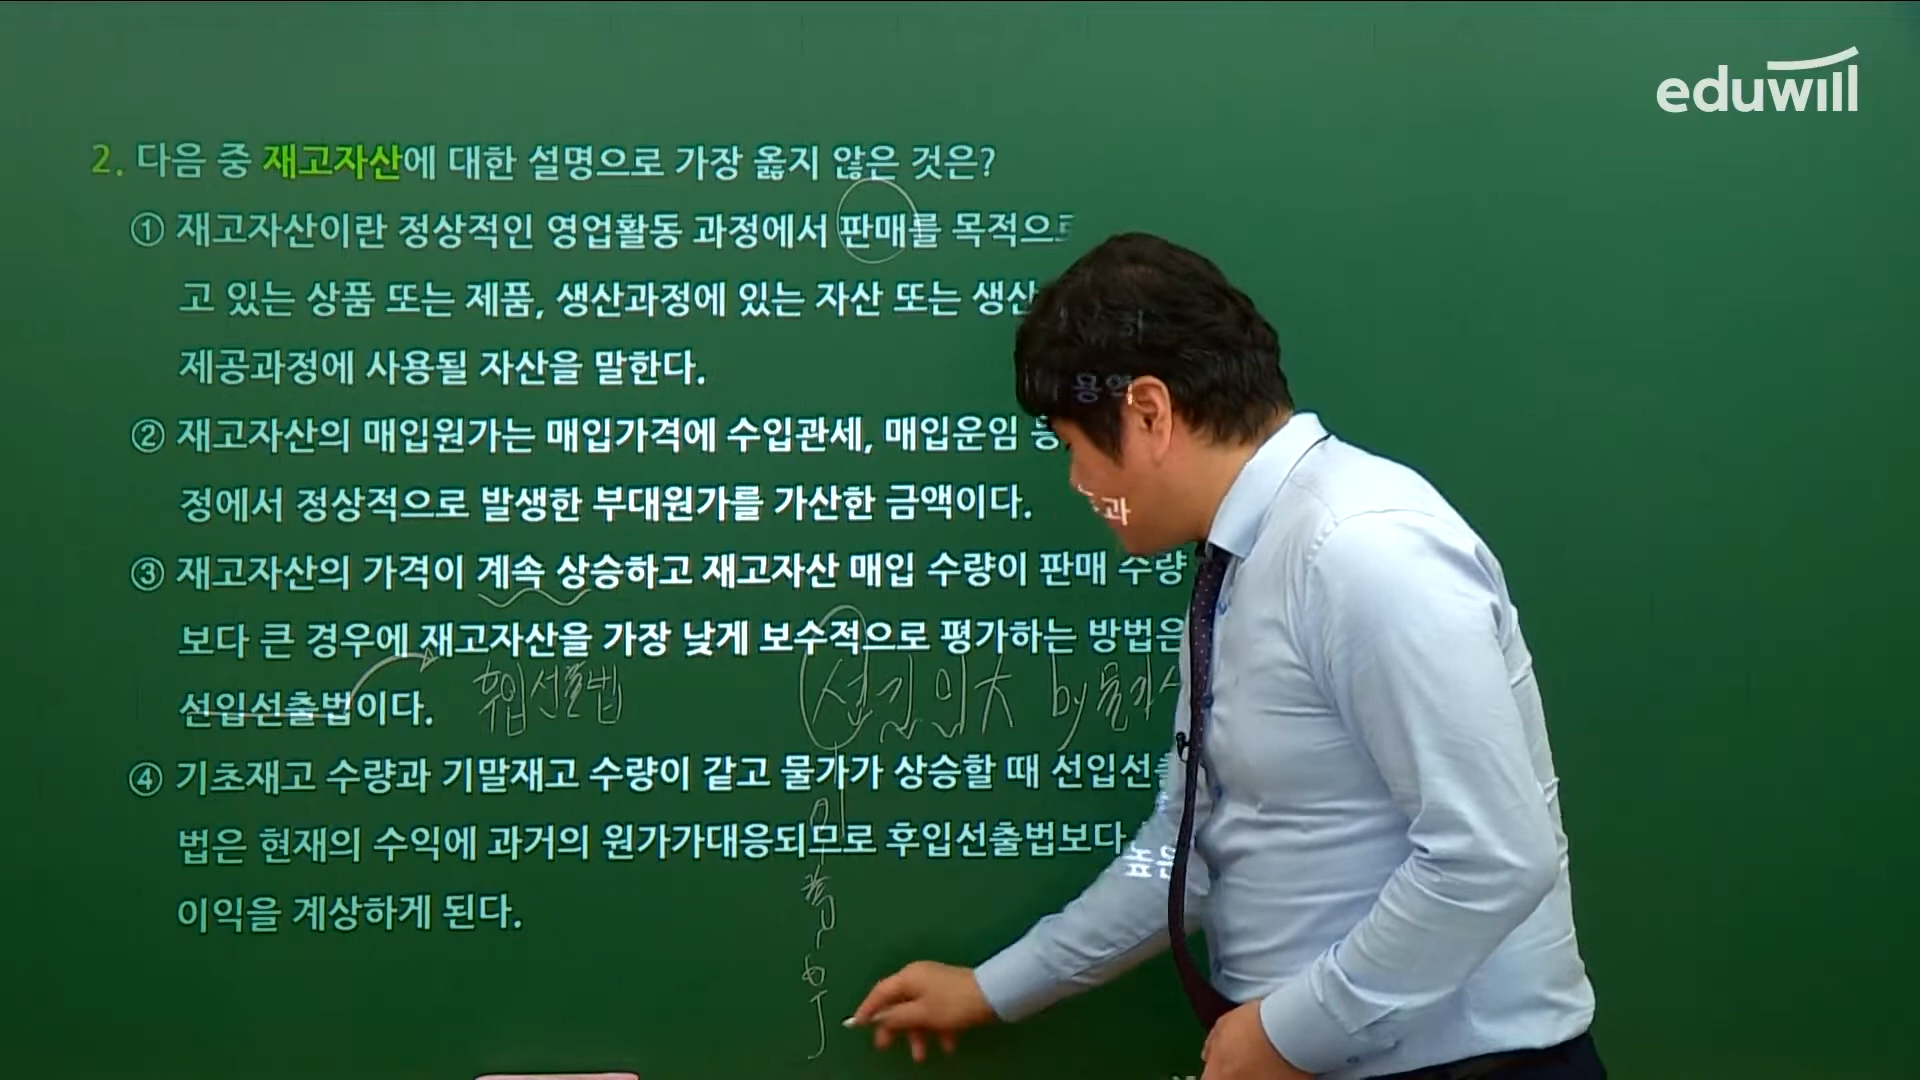 eduwill
2. 다음 중 재고자산에 대한 설명으로 가장 옳지 않은 것은?
① 재고자산이란 정상적인 영업활동 과정에서 판매를 목적으로
고 있는 상품 또는 제품, 생산과정에 있는 자산 또는 생산
제공과정에 사용될 자산을 말한다.
② 재고자산의 매입원가는 매입가격에 수입관세, 매입운임 등
과
정에서 정상적으로 발생한 부대원가를 가산한 금액이다.
③ 재고자산의 가격이 계속 상승하고 재고자산 매입 수량이 판매 수량
보다 큰 경우에 재고자산을 가장 낮게 보수적으로 평가하는 방법은
선입선출법이다. 후입선출법
④ 기초재고 수량과 기말재고 수량이 같고 물가가 상승할 때 선입선출
법은 현재의 수익에 과거의 원가가대응되므로 후입선출법보다 높은
이익을 계상하게 된다.
이
총
후